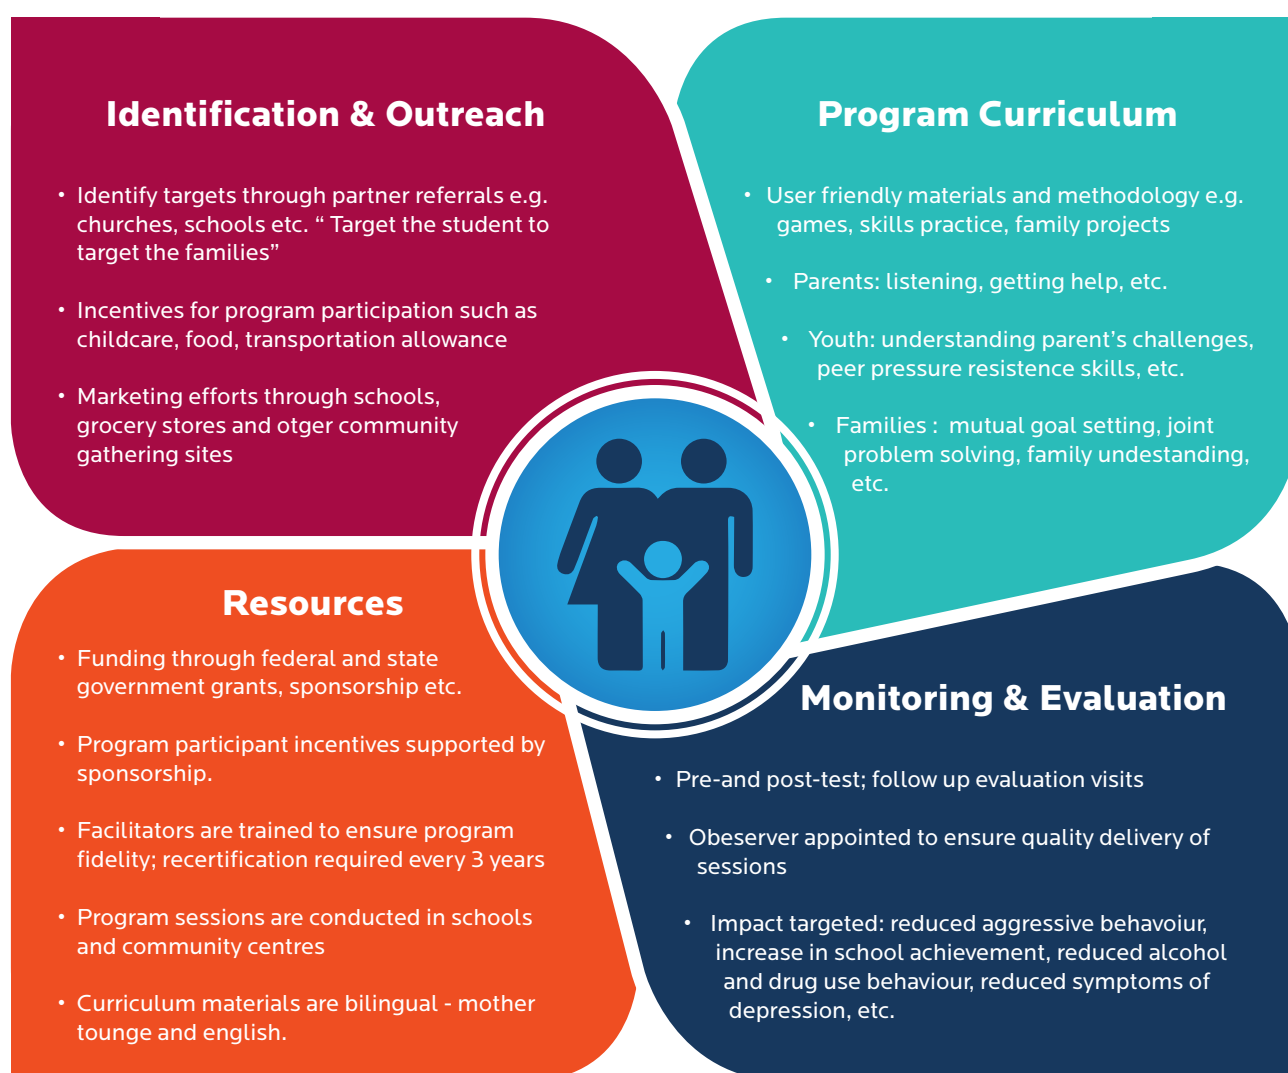 Identification & Outreach
• Identify targets through partner referrals e.g.
churches, schools etc. “ Target the student to
target the families”
• Incentives for program participation such as
childcare, food, transportation allowance
• Marketing efforts through schools,
grocery stores and otger community
gathering sites
Program Curriculum
• User friendly materials and methodology e.g.
games, skills practice, family projects
• Parents: listening, getting help, etc.
• Youth: understanding parent’s challenges,
peer pressure resistence skills, etc.
• Families : mutual goal setting, joint
problem solving, family undestanding,
etc.
Resources
• Funding through federal and state
government grants, sponsorship etc.
• Program participant incentives supported by
sponsorship.
• Facilitators are trained to ensure program
fidelity; recertification required every 3 years
• Program sessions are conducted in schools
and community centres
• Curriculum materials are bilingual - mother
tounge and english.
Monitoring & Evaluation
• Pre-and post-test; follow up evaluation visits
• Obeserver appointed to ensure quality delivery of
sessions
• Impact targeted: reduced aggressive behavoiur,
increase in school achievement, reduced alcohol
and drug use behaviour, reduced symptoms of
depression, etc.